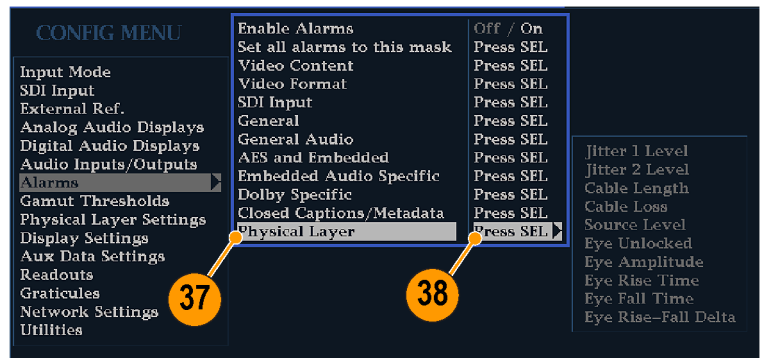 CONFIG MENU
Input Mode
SDI Input
External Ref.
Analog Audio Displays
Digital Audio Displays
Audio Inputs/Outputs
Alarms
Gamut Thresholds
Physical Layer Settings
Display Settings
Aux Data Settings
Readouts
Graticules
Network Settings
Utilities
Enable Alarms Off / On
Set all alarms to this mask Press SEL
Video Content Press SEL
Video Format Press SEL
SDI Input Press SEL
General Press SEL
General Audio Press SEL
AES and Embedded Press SEL
Embedded Audio Specific Press SEL
Dolby Specific Press SEL
Closed Captions/Metadata Press SEL
Physical Layer Press SEL
37
38
Jitter 1 Level
Jitter 2 Level
Cable Length
Cable Loss
Source Level
Eye Unlocked
Eye Amplitude
Eye Rise Time
Eye Fall Time
Eye Rise–Fall Delta